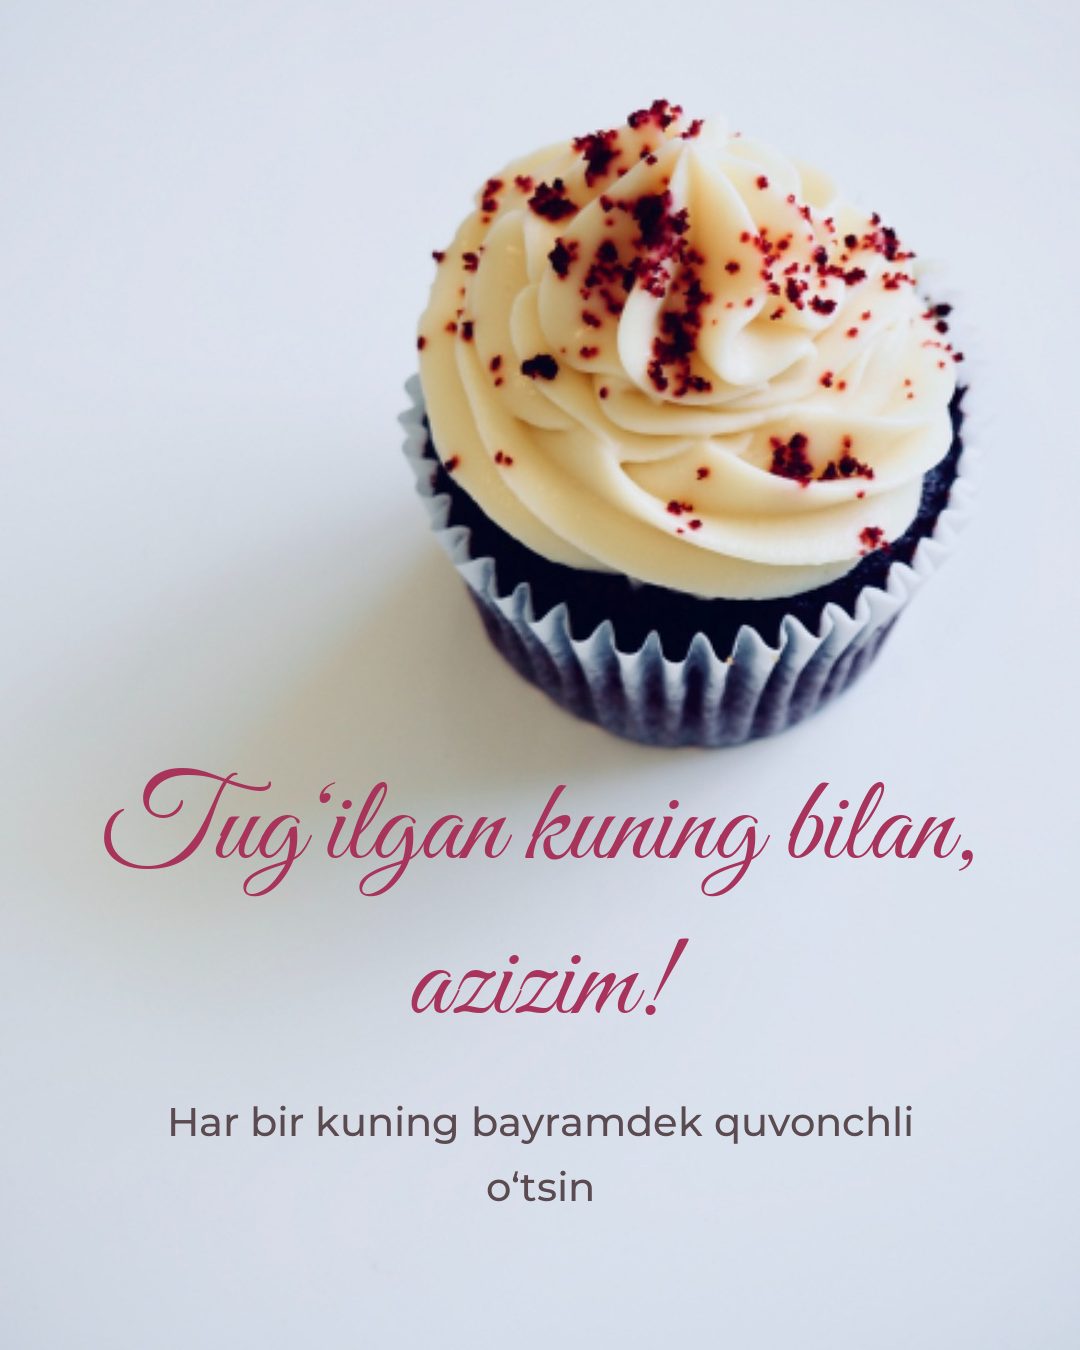 Tug‘ilgan kuning bilan,
azizim!
Har bir kuning bayramdek quvonchli
o‘tsin